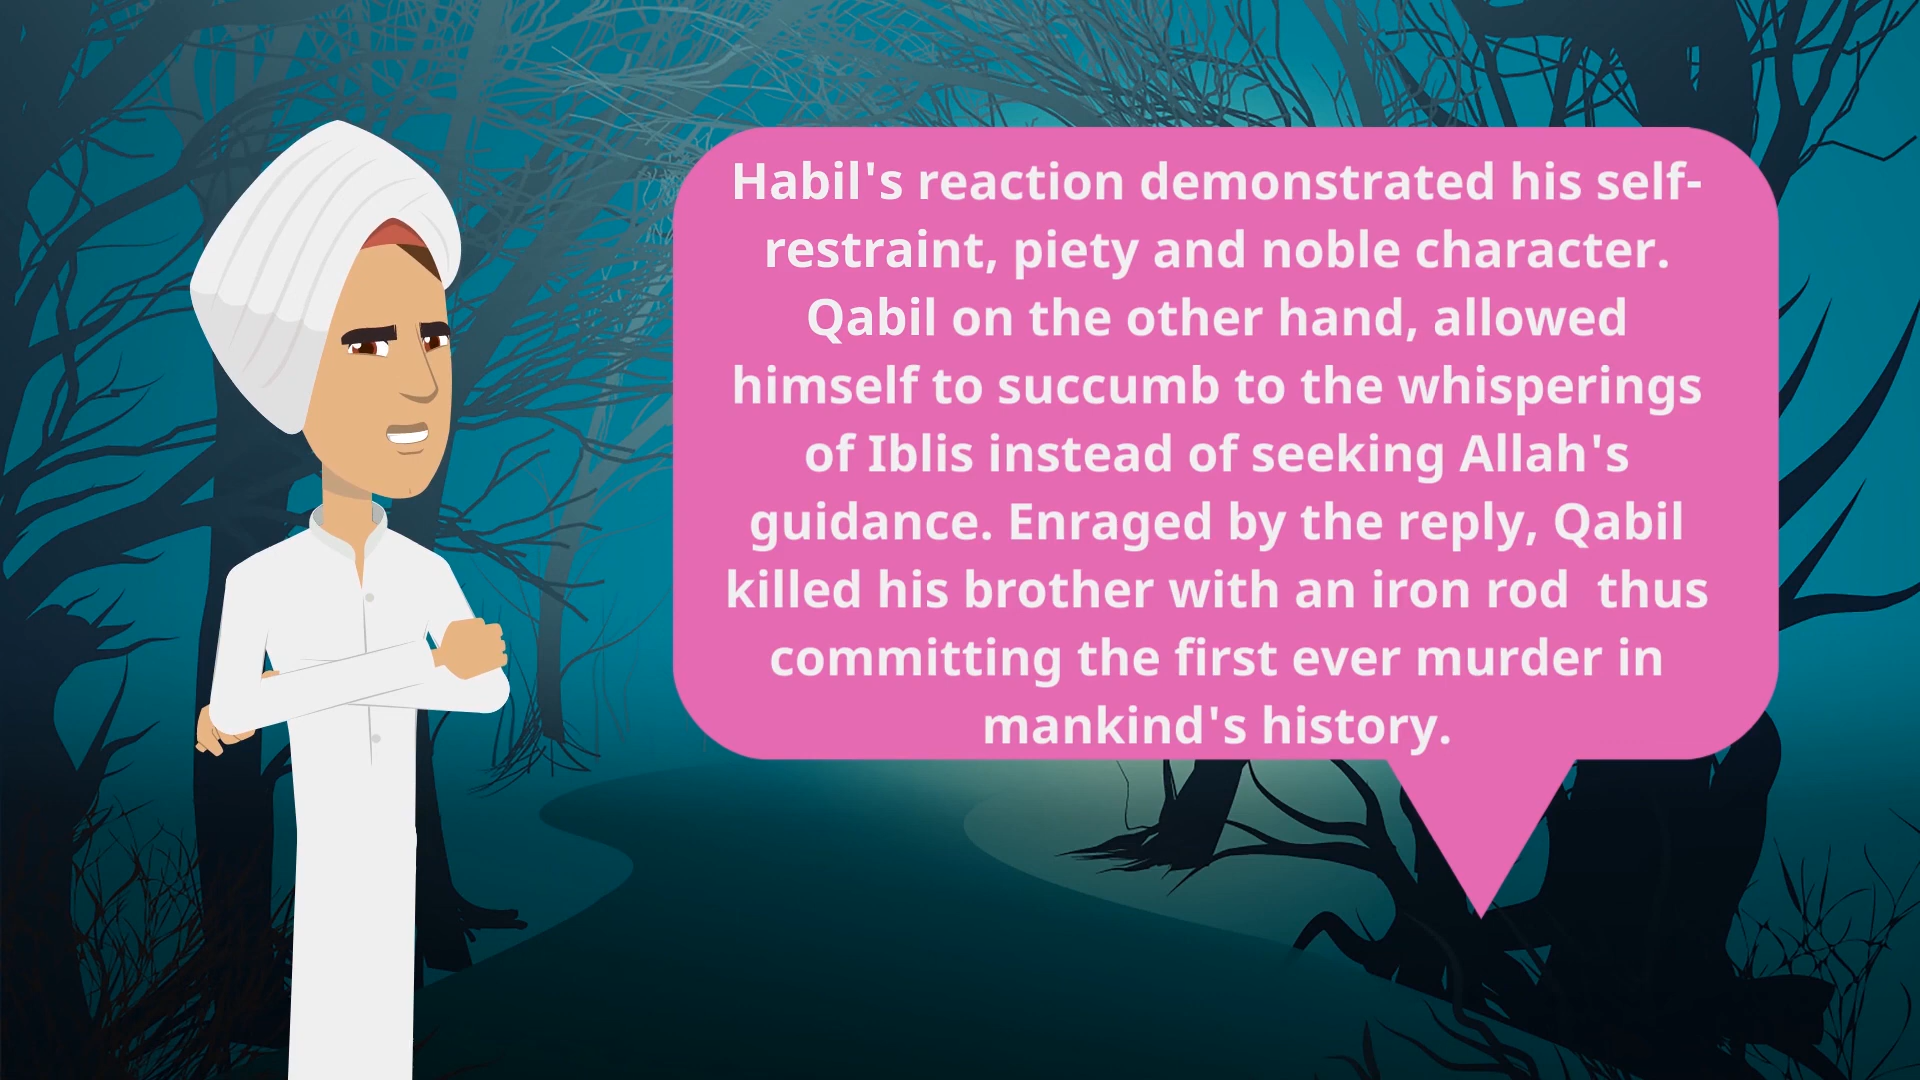 Habil's reaction demonstrated his self-
restraint, piety and noble character.
Qabil on the other hand, allowed
himself to succumb to the whisperings
of Iblis instead of seeking Allah's
guidance. Enraged by the reply, Qabil
killed his brother with an iron rod  thus
committing the first ever murder in
mankind's history.